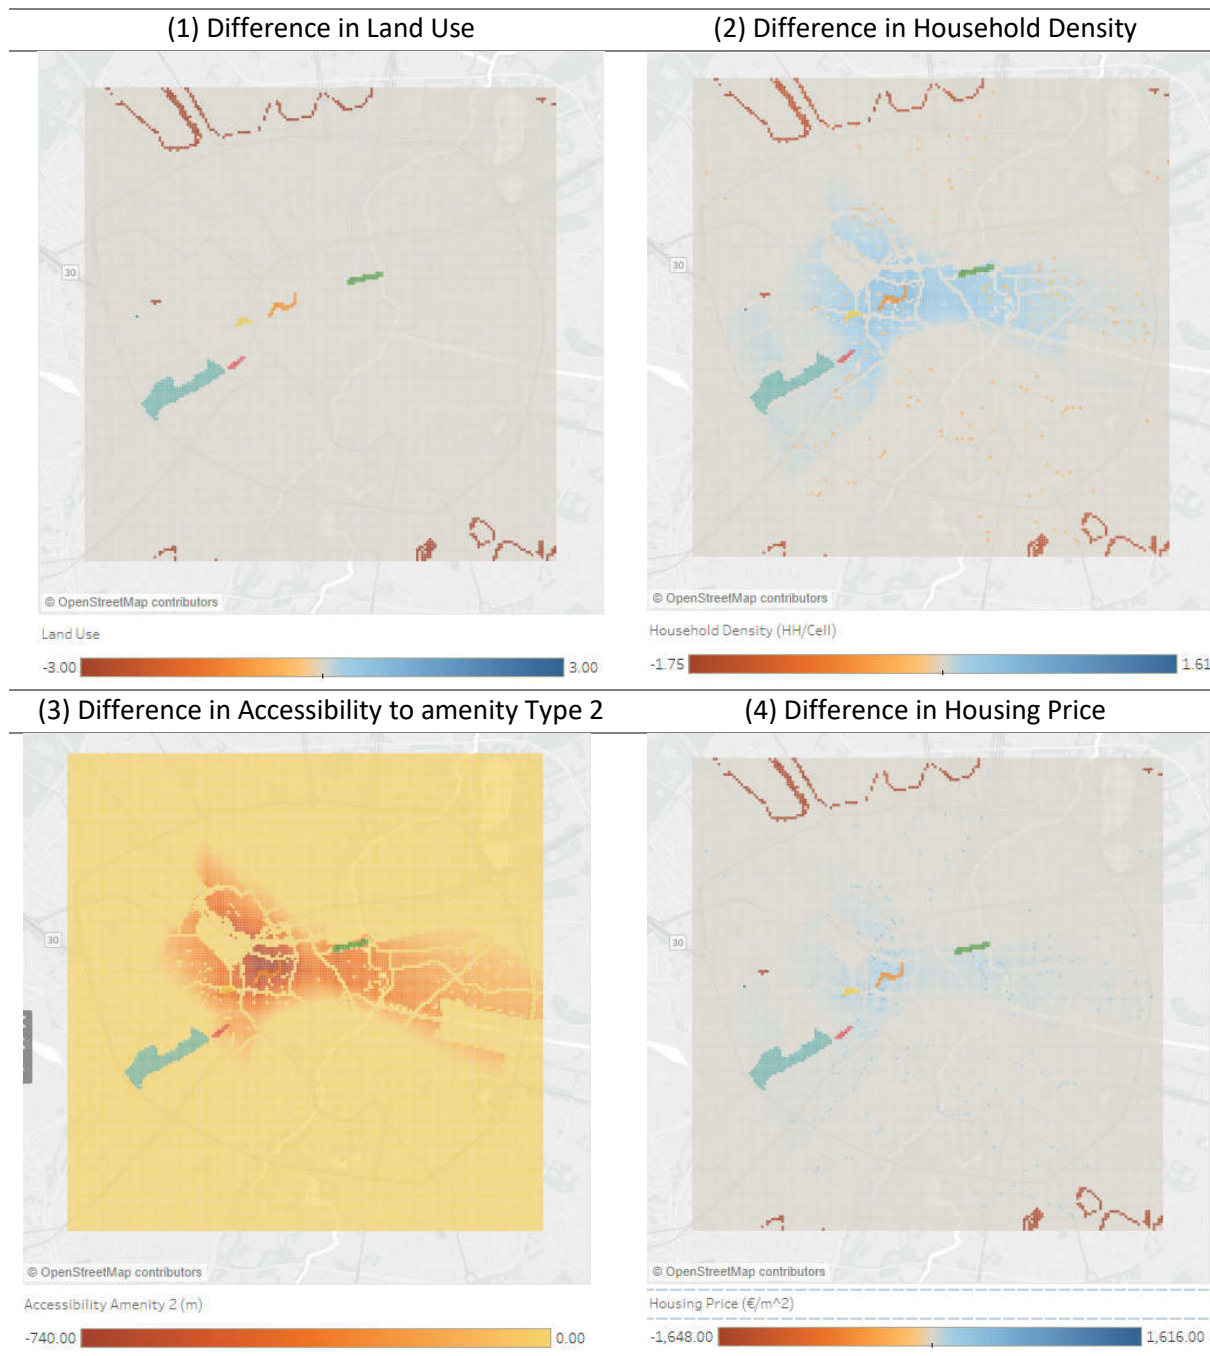 (1) Difference in Land Use
(2) Difference in Household Density
30
30
© OpenStreetMap contributors
© OpenStreetMap contributors
Land Use
Household Density (HH/Cell)
-3.00 3.00
-1.75 1.61
(3) Difference in Accessibility to amenity Type 2
(4) Difference in Housing Price
30
30
© OpenStreetMap contributors
© OpenStreetMap contributors
Accessibility Amenity 2 (m)
Housing Price (€/m^2)
-740.00 0.00
-1,648.00 1,616.00